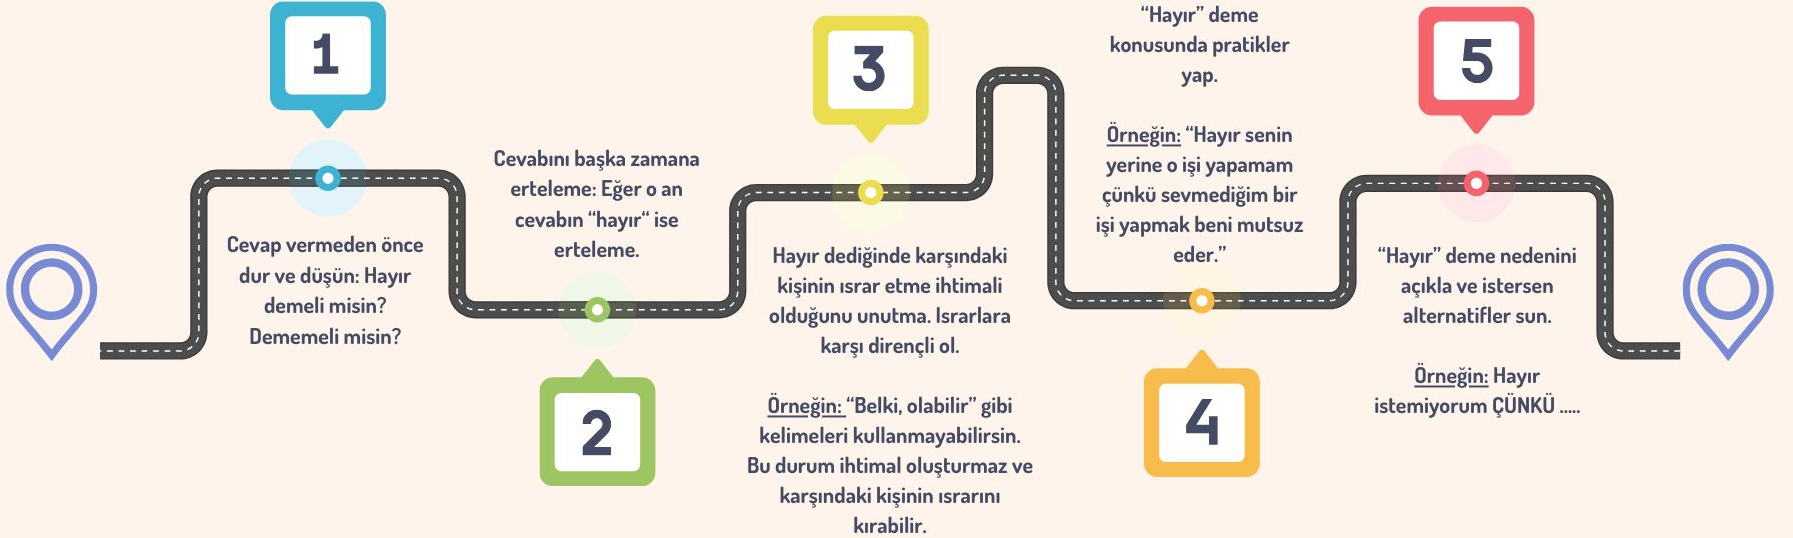 1
Cevap vermeden önce
dur ve düşün: Hayır
demeli misin?
Dememeli misin?
Cevabını başka zamana
erteleme: Eğer o an
cevabın “hayır“ ise
erteleme.
2
3
Hayır dediğinde karşındaki
kişinin ısrar etme ihtimali
olduğunu unutma. Israrlara
karşı dirençli ol.
Örneğin: “Belki, olabilir” gibi
kelimeleri kullanmayabilirsin.
Bu durum ihtimal oluşturmaz ve
karşındaki kişinin ısrarını
kırabilir.
“Hayır” deme
konusunda pratikler
yap.
Örneğin: “Hayır senin
yerine o işi yapamam
çünkü sevmediğim bir
işi yapmak beni mutsuz
eder.”
4
5
“Hayır” deme nedenini
açıkla ve istersen
alternatifler sun.
Örneğin: Hayır
istemiyorum ÇÜNKÜ .....